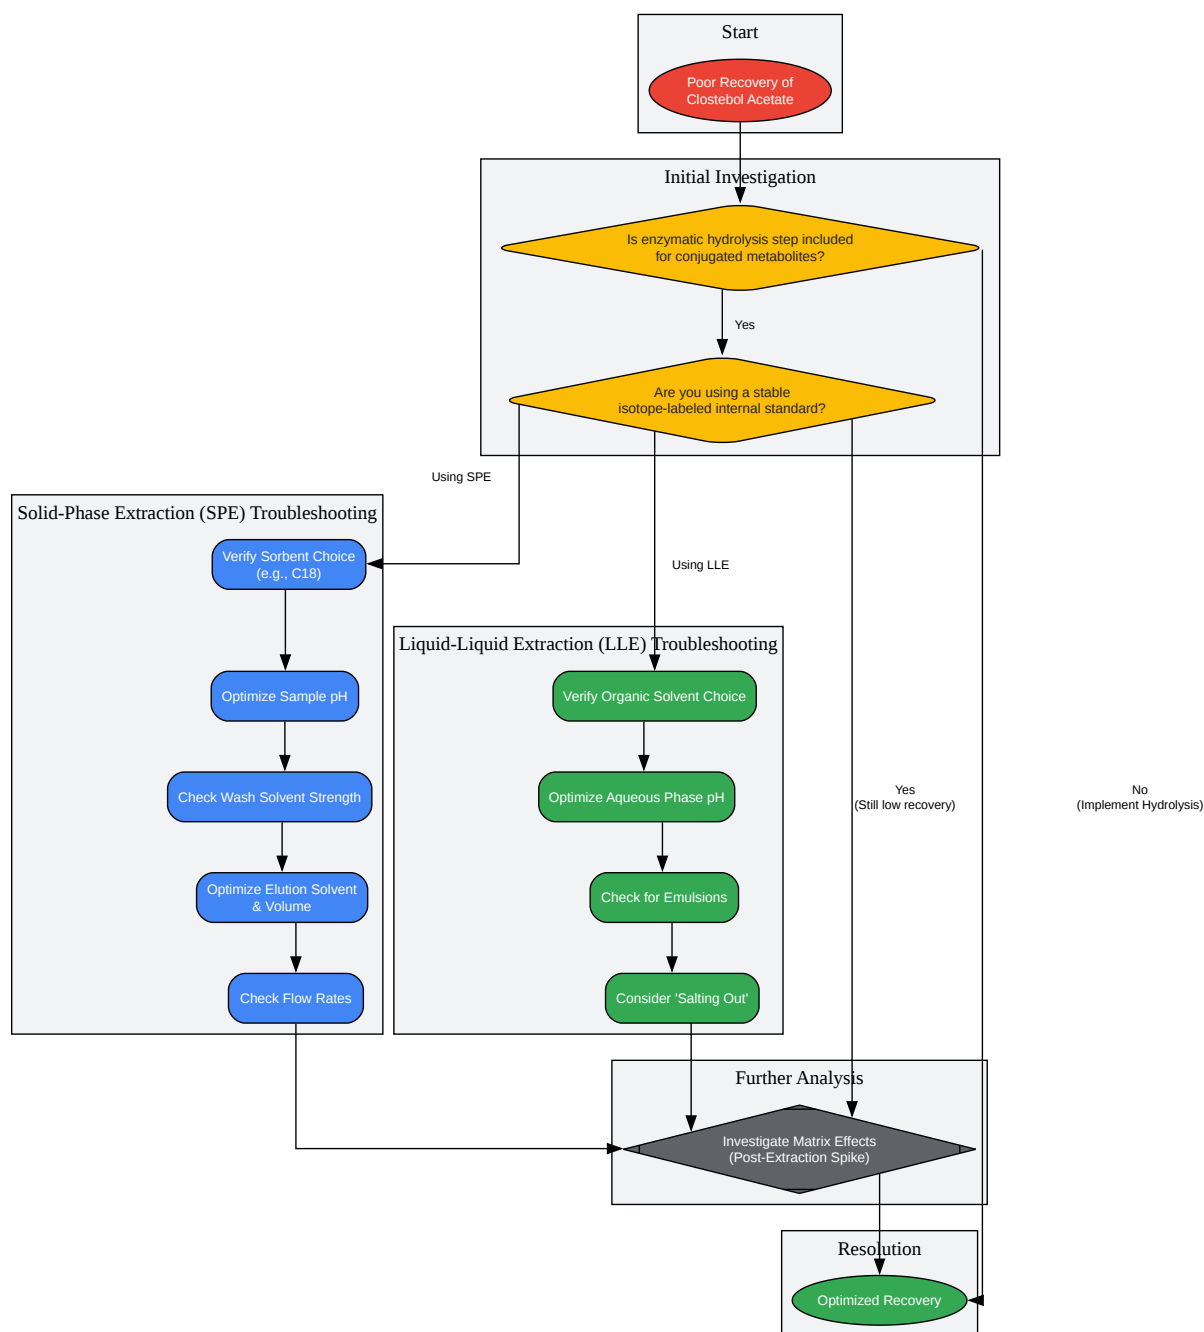 Start
Poor Recovery of
Clostebol Acetate
Initial Investigation
Is enzymatic hydrolysis step included
for conjugated metabolites?
Yes
Are you using a stable
isotope-labeled internal standard?
Using SPE
Solid-Phase Extraction (SPE) Troubleshooting
Verify Sorbent Choice
(e.g., C18)
Optimize Sample pH
Check Wash Solvent Strength
Optimize Elution Solvent
& Volume
Check Flow Rates
Using LLE
Liquid-Liquid Extraction (LLE) Troubleshooting
Verify Organic Solvent Choice
Optimize Aqueous Phase pH
Check for Emulsions
Consider 'Salting Out'
Yes
(Still low recovery)
No
(Implement Hydrolysis)
Further Analysis
Investigate Matrix Effects
(Post-Extraction Spike)
Resolution
Optimized Recovery